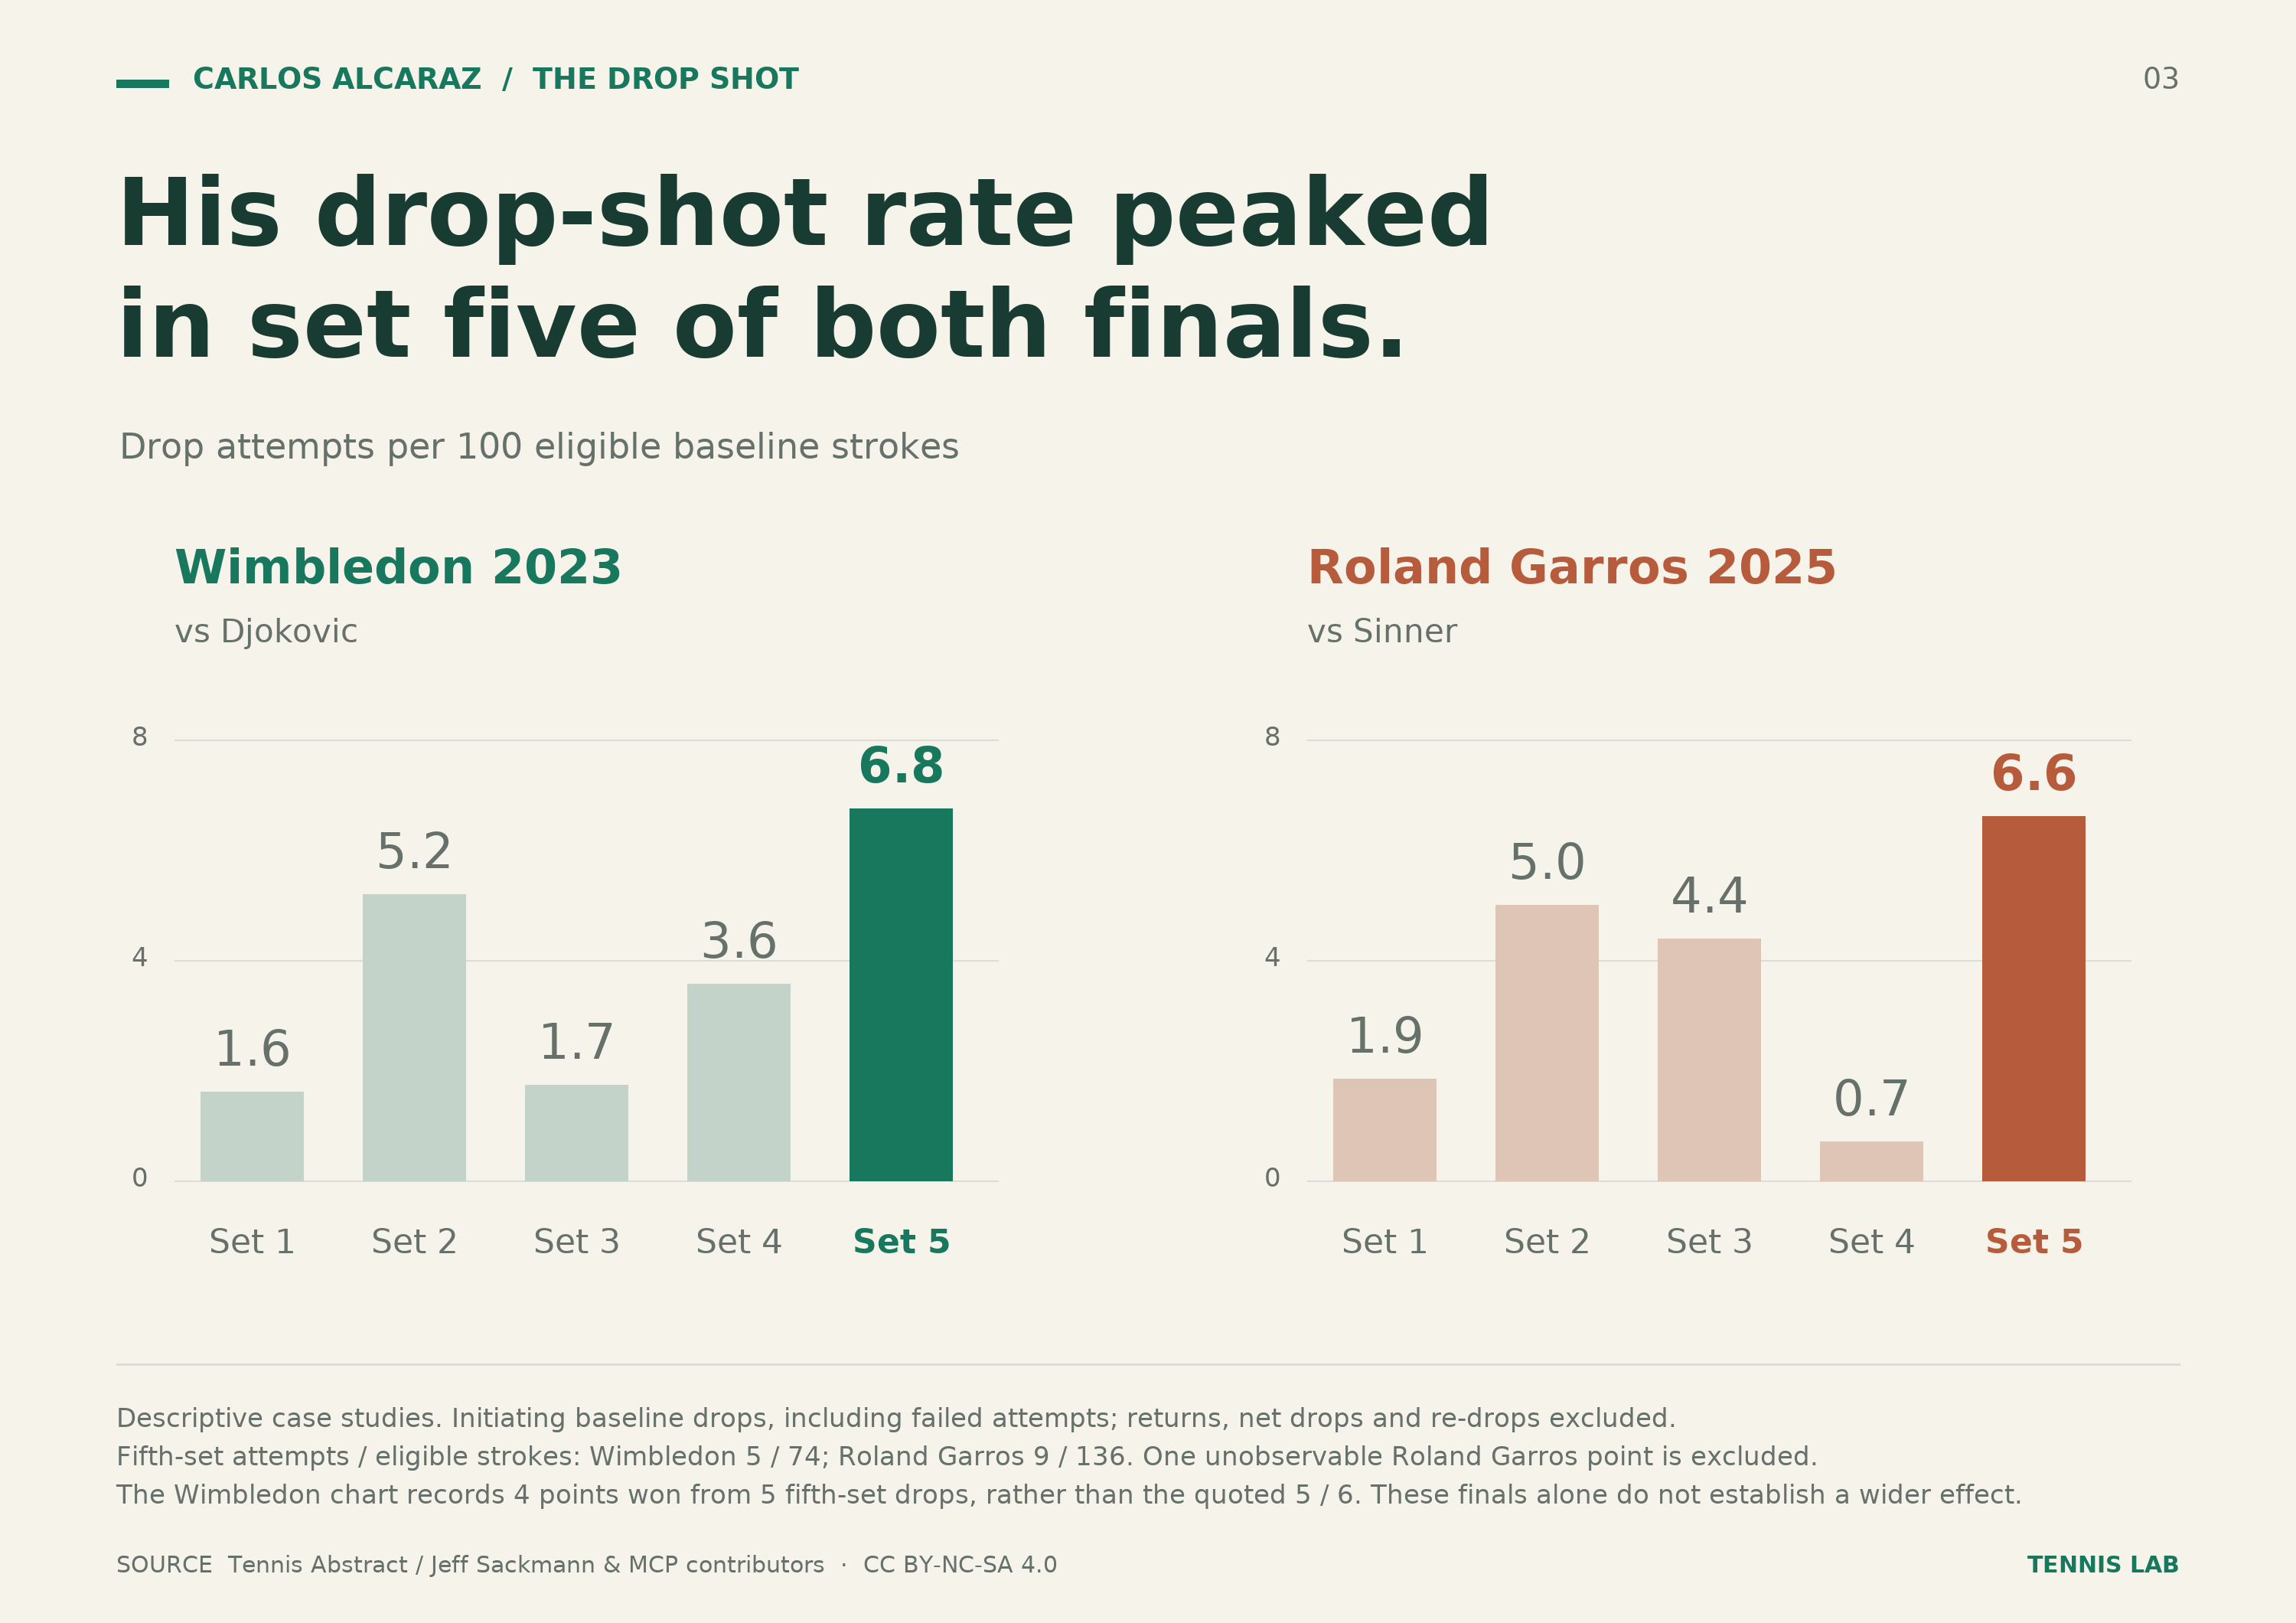 CARLOS ALCARAZ / THE DROP SHOT
03
His drop-shot rate peaked
in set five of both finals.
Drop attempts per 100 eligible baseline strokes
Wimbledon 2023
vs Djokovic
8
4
0
1.6
5.2
1.7
3.6
6.8
Set 1
Set 2
Set 3
Set 4
Set 5
Roland Garros 2025
vs Sinner
8
4
0
1.9
5.0
4.4
0.7
6.6
Set 1
Set 2
Set 3
Set 4
Set 5
Descriptive case studies. Initiating baseline drops, including failed attempts; returns, net drops and re-drops excluded.
Fifth-set attempts / eligible strokes: Wimbledon 5 / 74; Roland Garros 9 / 136. One unobservable Roland Garros point is excluded.
The Wimbledon chart records 4 points won from 5 fifth-set drops, rather than the quoted 5 / 6. These finals alone do not establish a wider effect.
SOURCE Tennis Abstract / Jeff Sackmann & MCP contributors · CC BY-NC-SA 4.0
TENNIS LAB